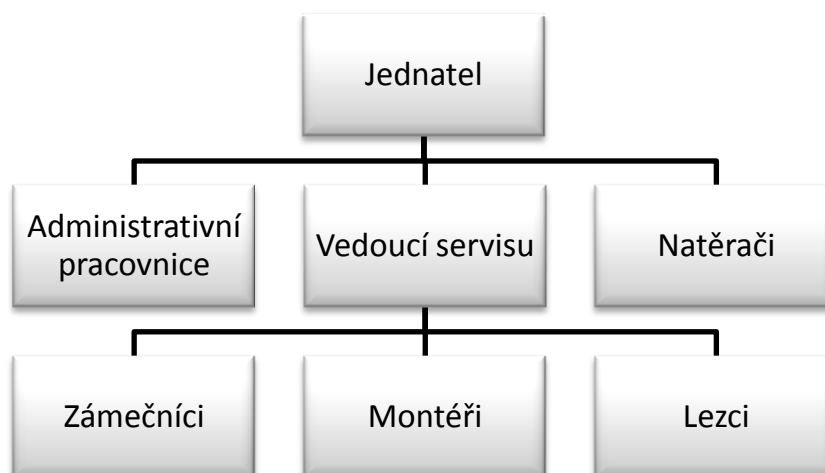 Jednatel
Administrativní
pracovnice
Vedoucí servisu
Natěrači
Zámečníci
Montéři
Lezci